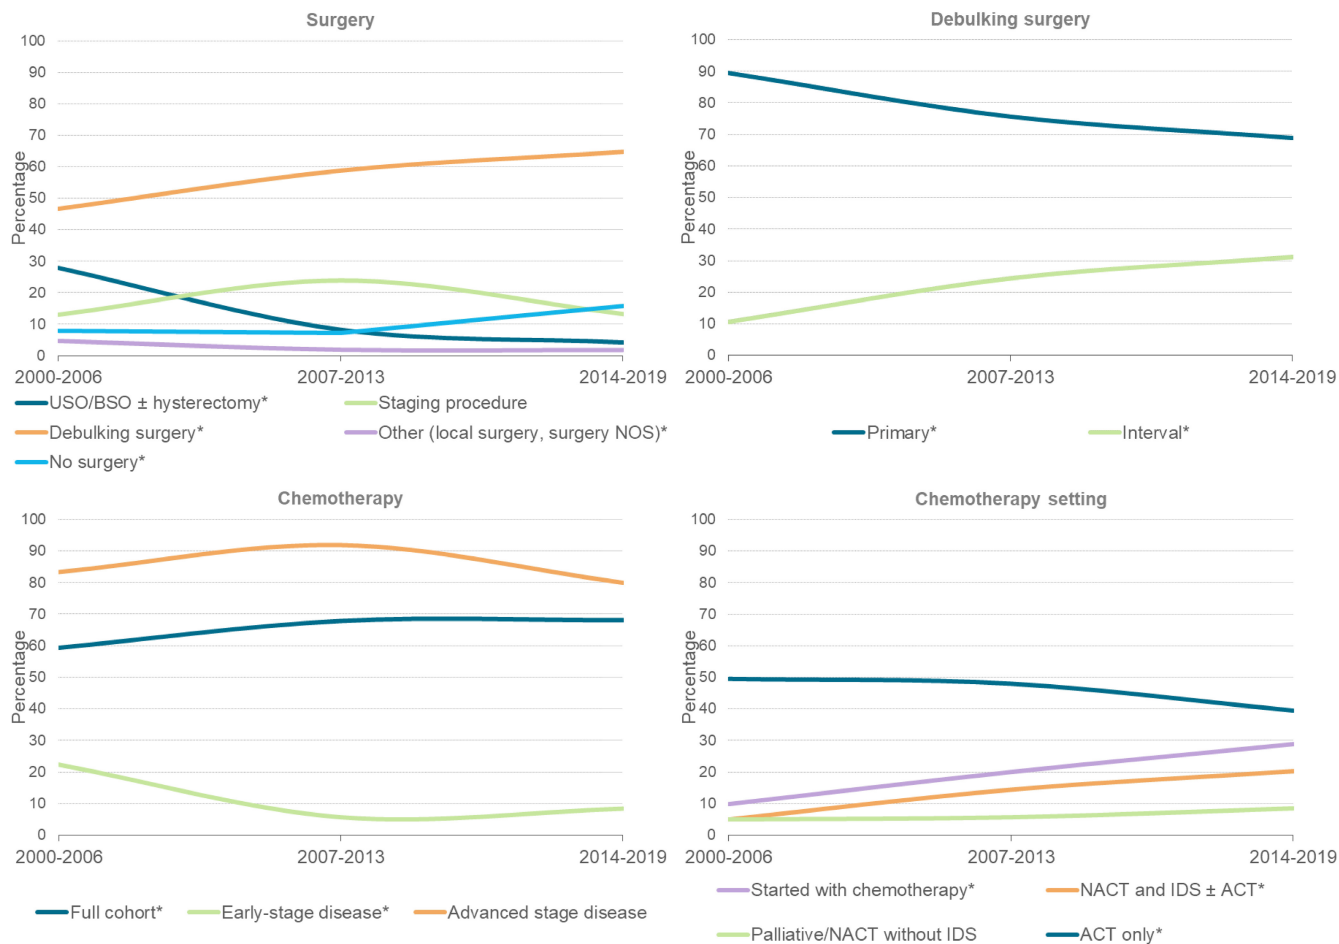 Surgery
100
90
80
70
60
50
40
30
20
10
0
Percentage
2000-2006 2007-2013 2014-2019
USO/BSO ± hysterectomy* Staging procedure
Debulking surgery* Other (local surgery, surgery NOS)*
No surgery*
Debulking surgery
100
90
80
70
60
50
40
30
20
10
0
Percentage
2000-2006 2007-2013 2014-2019
Primary* Interval*
Chemotherapy
100
90
80
70
60
50
40
30
20
10
0
Percentage
2000-2006 2007-2013 2014-2019
Full cohort* Early-stage disease* Advanced stage disease
Chemotherapy setting
100
90
80
70
60
50
40
30
20
10
0
Percentage
2000-2006 2007-2013 2014-2019
Started with chemotherapy* NACT and IDS ± ACT*
Palliative/NACT without IDS ACT only*